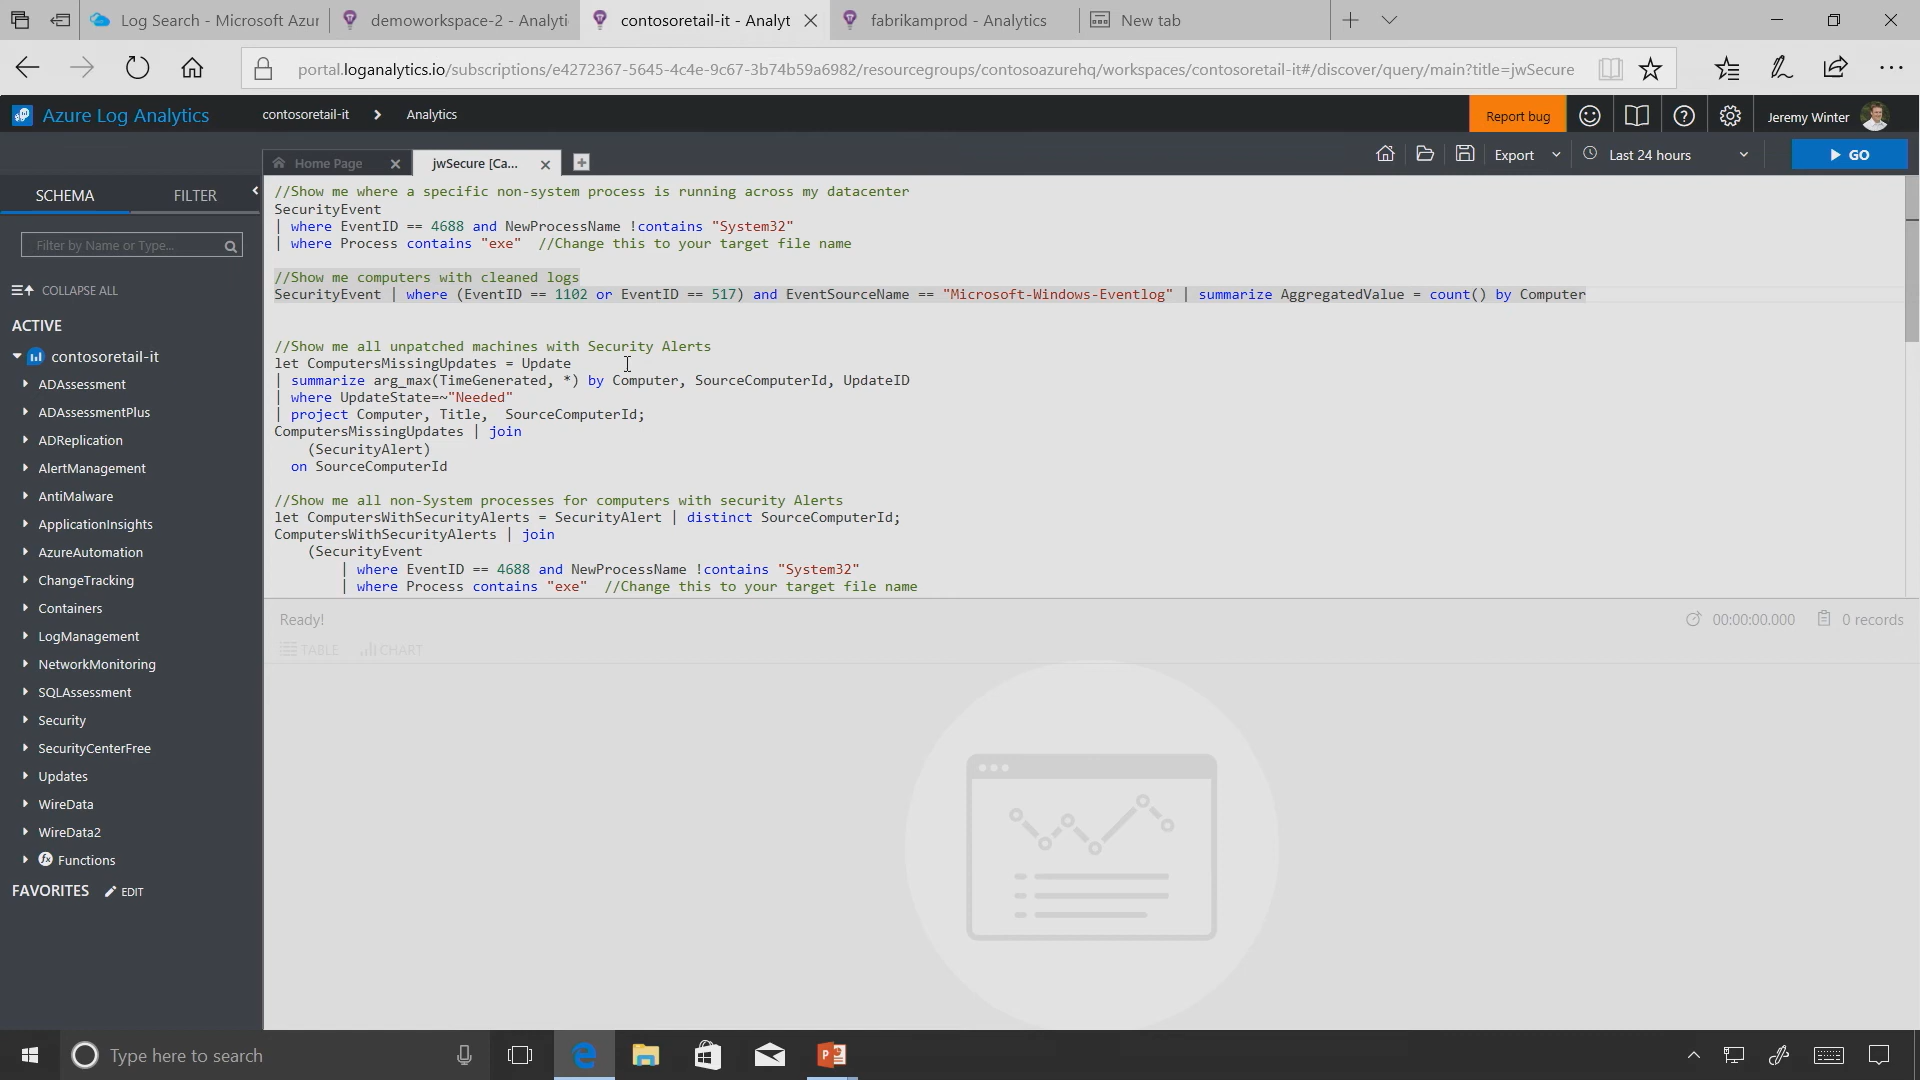 Log Search - Microsoft Azur
demoworkspace-2 - Analyti
contosoretail-it - Analyt
fabrikamprod - Analytics
New tab
portal.loganalytics.io/subscriptions/e4272367-5645-4c4e-9c67-3b74b59a6982/resourcegroups/contosoazurehq/workspaces/contosoretail-it#/discover/query/main?title=jwSecure
Azure Log Analytics
contosoretail-it
Analytics
Report bug
Jeremy Winter
Home Page
jwSecure [Ca...
Export
Last 24 hours
GO
SCHEMA
FILTER
Filter by Name or Type...
COLLAPSE ALL
ACTIVE
contosoretail-it
ADAssessment
ADAssessmentPlus
ADReplication
AlertManagement
AntiMalware
ApplicationInsights
AzureAutomation
ChangeTracking
Containers
LogManagement
NetworkMonitoring
SQLAssessment
Security
SecurityCenterFree
Updates
WireData
WireData2
fx Functions
FAVORITES
EDIT
//Show me where a specific non-system process is running across my datacenter
SecurityEvent
| where EventID == 4688 and NewProcessName !contains "System32"
| where Process contains "exe"  //Change this to your target file name
//Show me computers with cleaned logs
SecurityEvent | where (EventID == 1102 or EventID == 517) and EventSourceName == "Microsoft-Windows-Eventlog" | summarize AggregatedValue = count() by Computer
//Show me all unpatched machines with Security Alerts
let ComputersMissingUpdates = Update
| summarize arg_max(TimeGenerated, *) by Computer, SourceComputerId, UpdateID
| where UpdateState=~"Needed"
| project Computer, Title,  SourceComputerId;
ComputersMissingUpdates | join
(SecurityAlert)
on SourceComputerId
//Show me all non-System processes for computers with security Alerts
let ComputersWithSecurityAlerts = SecurityAlert | distinct SourceComputerId;
ComputersWithSecurityAlerts | join
(SecurityEvent
| where EventID == 4688 and NewProcessName !contains "System32"
| where Process contains "exe"  //Change this to your target file name
Ready!
00:00:00.000
0 records
TABLE
CHART
Type here to search